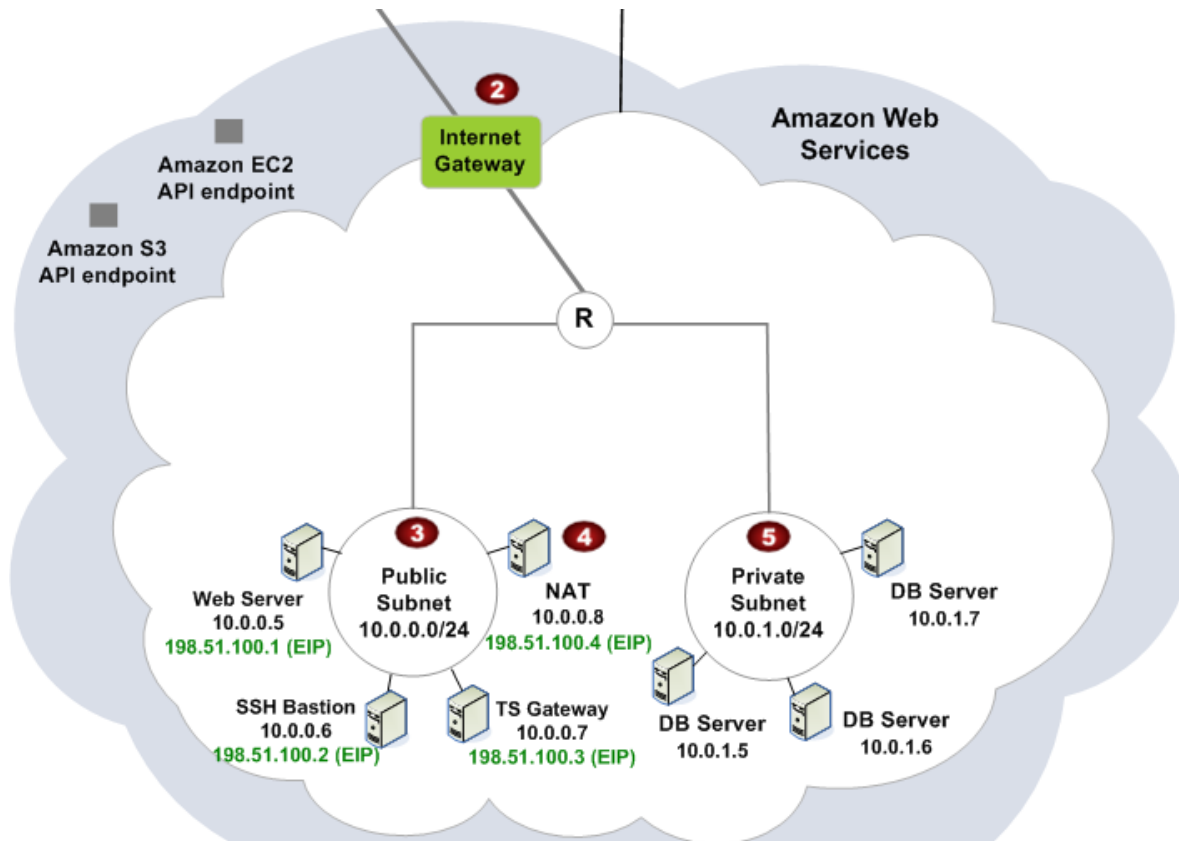 2
Internet
Gateway
Amazon Web
Services
Amazon EC2
API endpoint
Amazon S3
API endpoint
R
3
Public
Subnet
10.0.0.0/24
Web Server
10.0.0.5
198.51.100.1 (EIP)
4
NAT
10.0.0.8
198.51.100.4 (EIP)
SSH Bastion
10.0.0.6
198.51.100.2 (EIP)
TS Gateway
10.0.0.7
198.51.100.3 (EIP)
5
Private
Subnet
10.0.1.0/24
DB Server
10.0.1.7
DB Server
10.0.1.5
DB Server
10.0.1.6